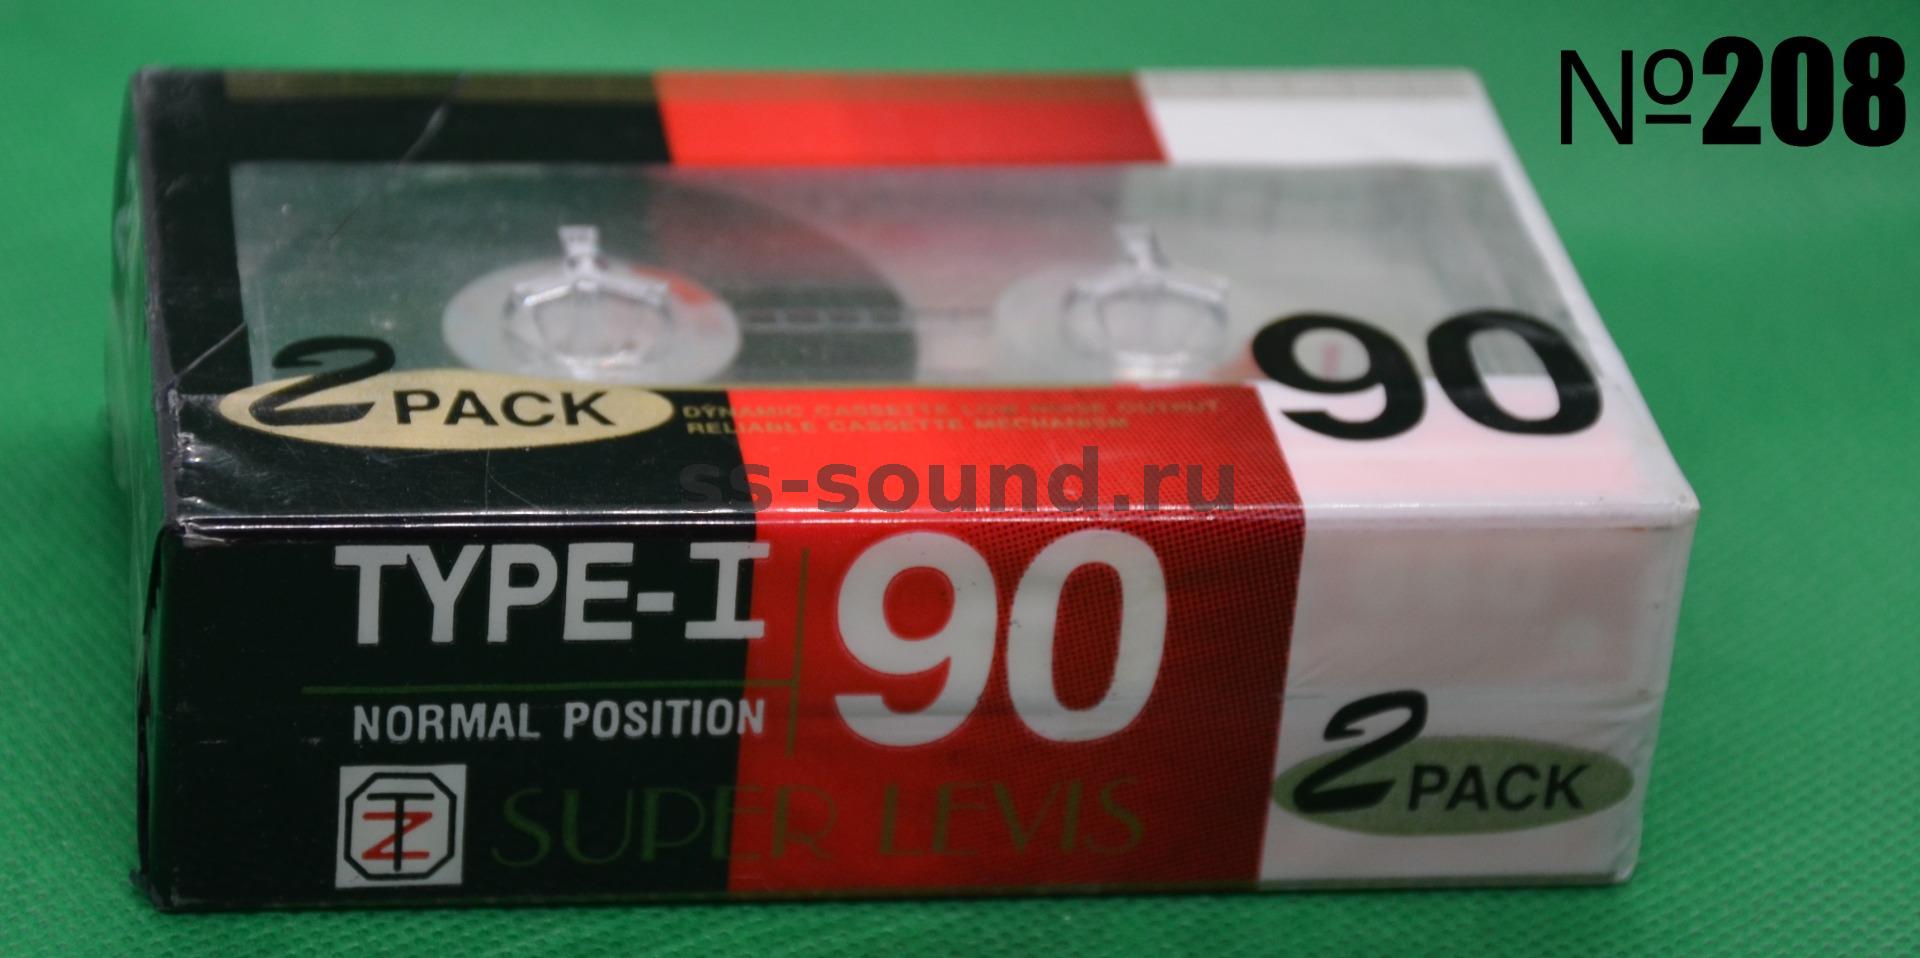 №208
90
2 PACK
DYNAMIC CASSETTE LOW NOISE OUTPUT
RELIABLE CASSETTE MECHANISM
ss-sound.ru
TYPE-I 90
NORMAL POSITION
2 PACK
TZ SUPER LEVIS